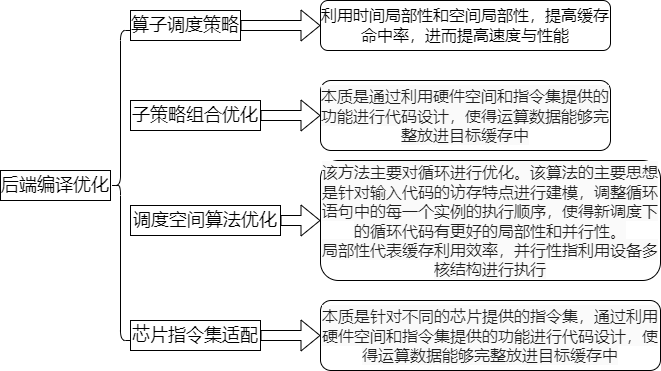 后端编译优化
算子调度策略
利用时间局部性和空间局部性，提高缓存
命中率，进而提高速度与性能
子策略组合优化
本质是通过利用硬件空间和指令集提供的
功能进行代码设计，使得运算数据能够完
整放进目标缓存中
调度空间算法优化
该方法主要对循环进行优化。该算法的主要思想
是针对输入代码的访存特点进行建模，调整循环
语句中的每一个实例的执行顺序，使得新调度下
的循环代码有更好的局部性和并行性。
局部性代表缓存利用效率，并行性指利用设备多
核结构进行执行
芯片指令集适配
本质是针对不同的芯片提供的指令集，通过利用
硬件空间和指令集提供的功能进行代码设计，使
得运算数据能够完整放进目标缓存中